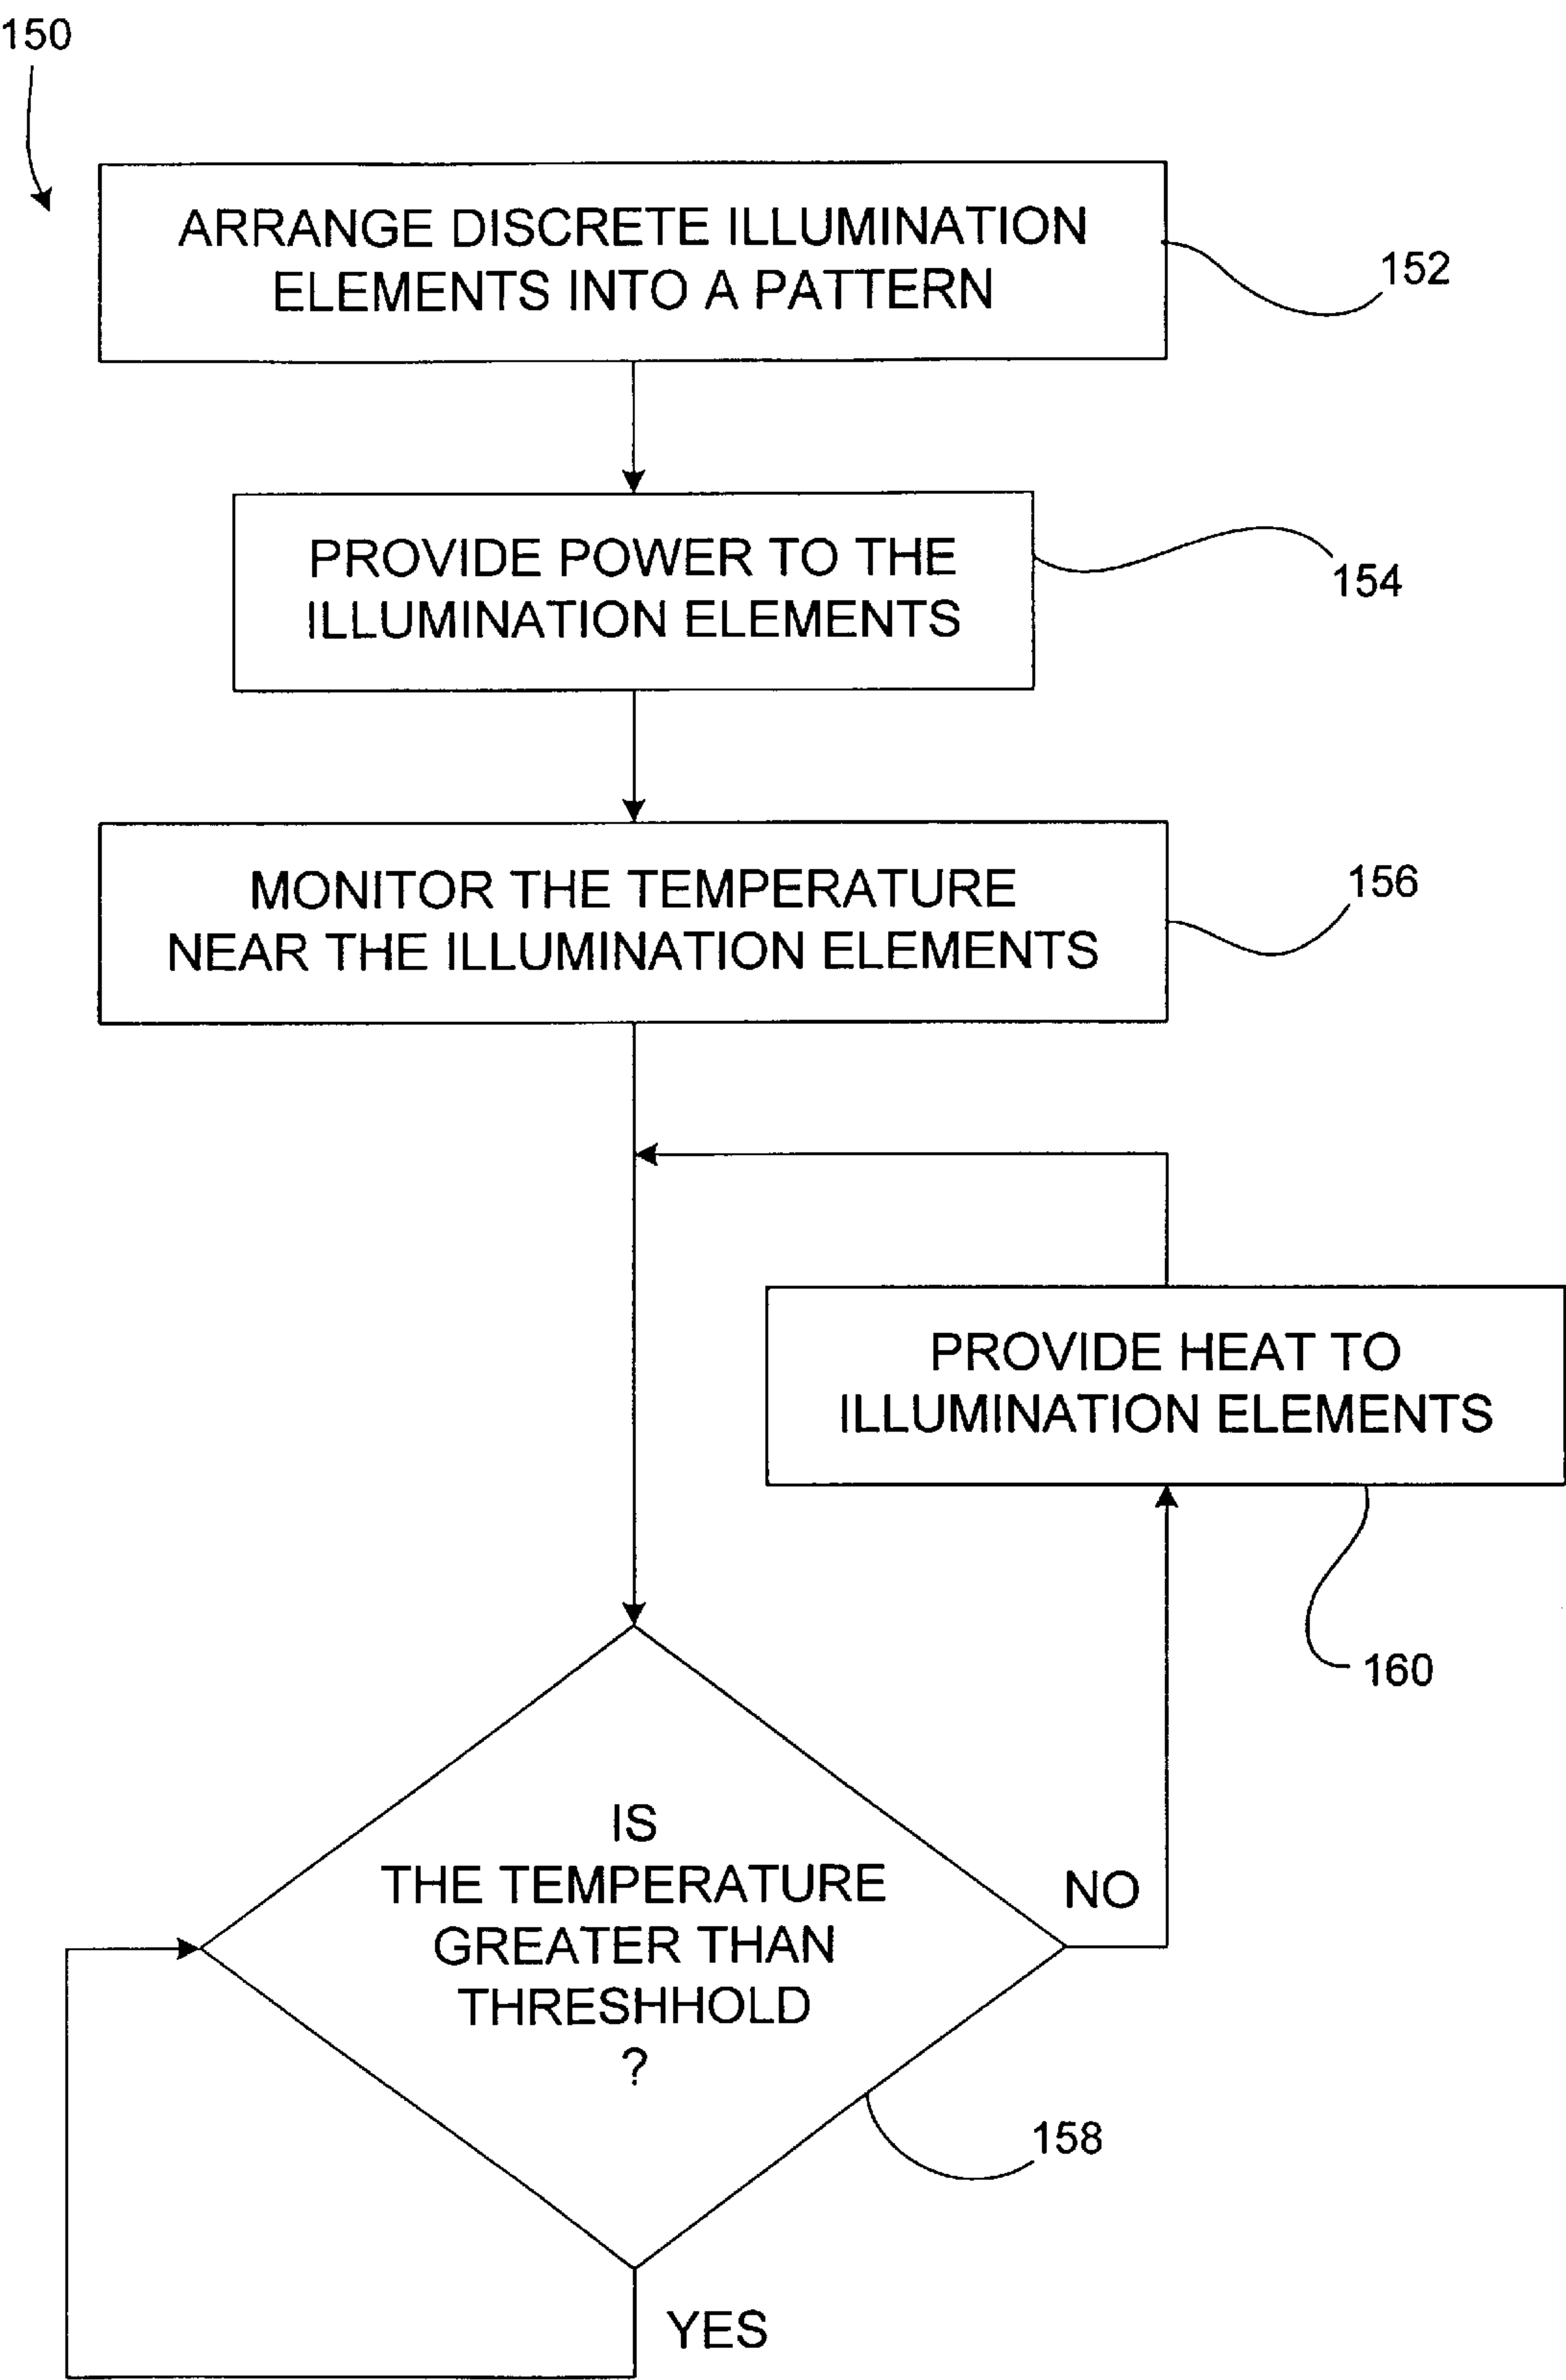 150
ARRANGE DISCRETE ILLUMINATION
ELEMENTS INTO A PATTERN
152
PROVIDE POWER TO THE
ILLUMINATION ELEMENTS
154
MONITOR THE TEMPERATURE
NEAR THE ILLUMINATION ELEMENTS
156
PROVIDE HEAT TO
ILLUMINATION ELEMENTS
160
IS
THE TEMPERATURE
GREATER THAN
THRESHHOLD
?
NO
158
YES